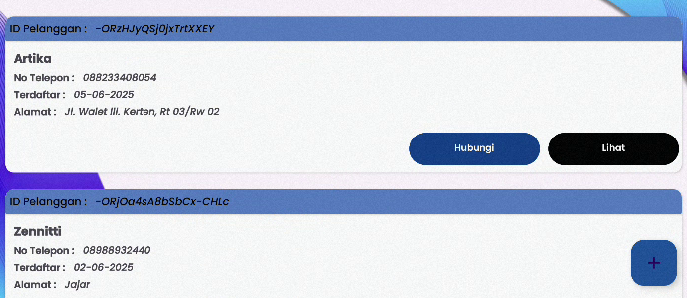 ID Pelanggan : -ORzHJyQSj0jxTrtXXEY
Artika
No Telepon : 088233408054
Terdaftar : 05-06-2025
Alamat : Jl. Walet III. Kerten, Rt 03/Rw 02
Hubungi Lihat
ID Pelanggan : -ORjOa4sA8bSbCx-CHLc
Zennitti
No Telepon : 08988932440
Terdaftar : 02-06-2025
Alamat : Jajar
+